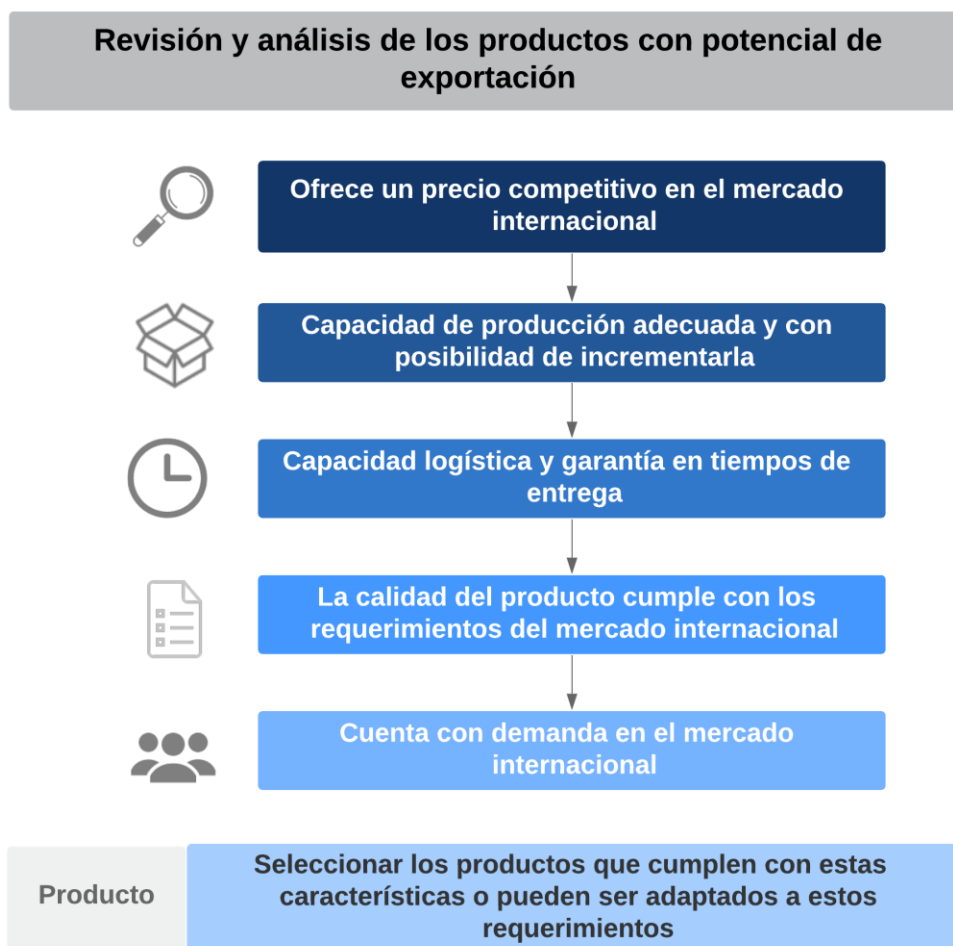 Revisión y análisis de los productos con potencial de
exportación
Ofrece un precio competitivo en el mercado
internacional
Capacidad de producción adecuada y con
posibilidad de incrementarla
Capacidad logística y garantía en tiempos de
entrega
La calidad del producto cumple con los
requerimientos del mercado internacional
Cuenta con demanda en el mercado
internacional
Producto
Seleccionar los productos que cumplen con estas
características o pueden ser adaptados a estos
requerimientos